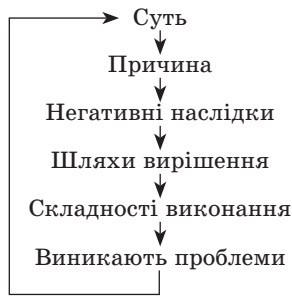 Суть
Причина
Негативні наслідки
Шляхи вирішення
Складності виконання
Виникають проблеми